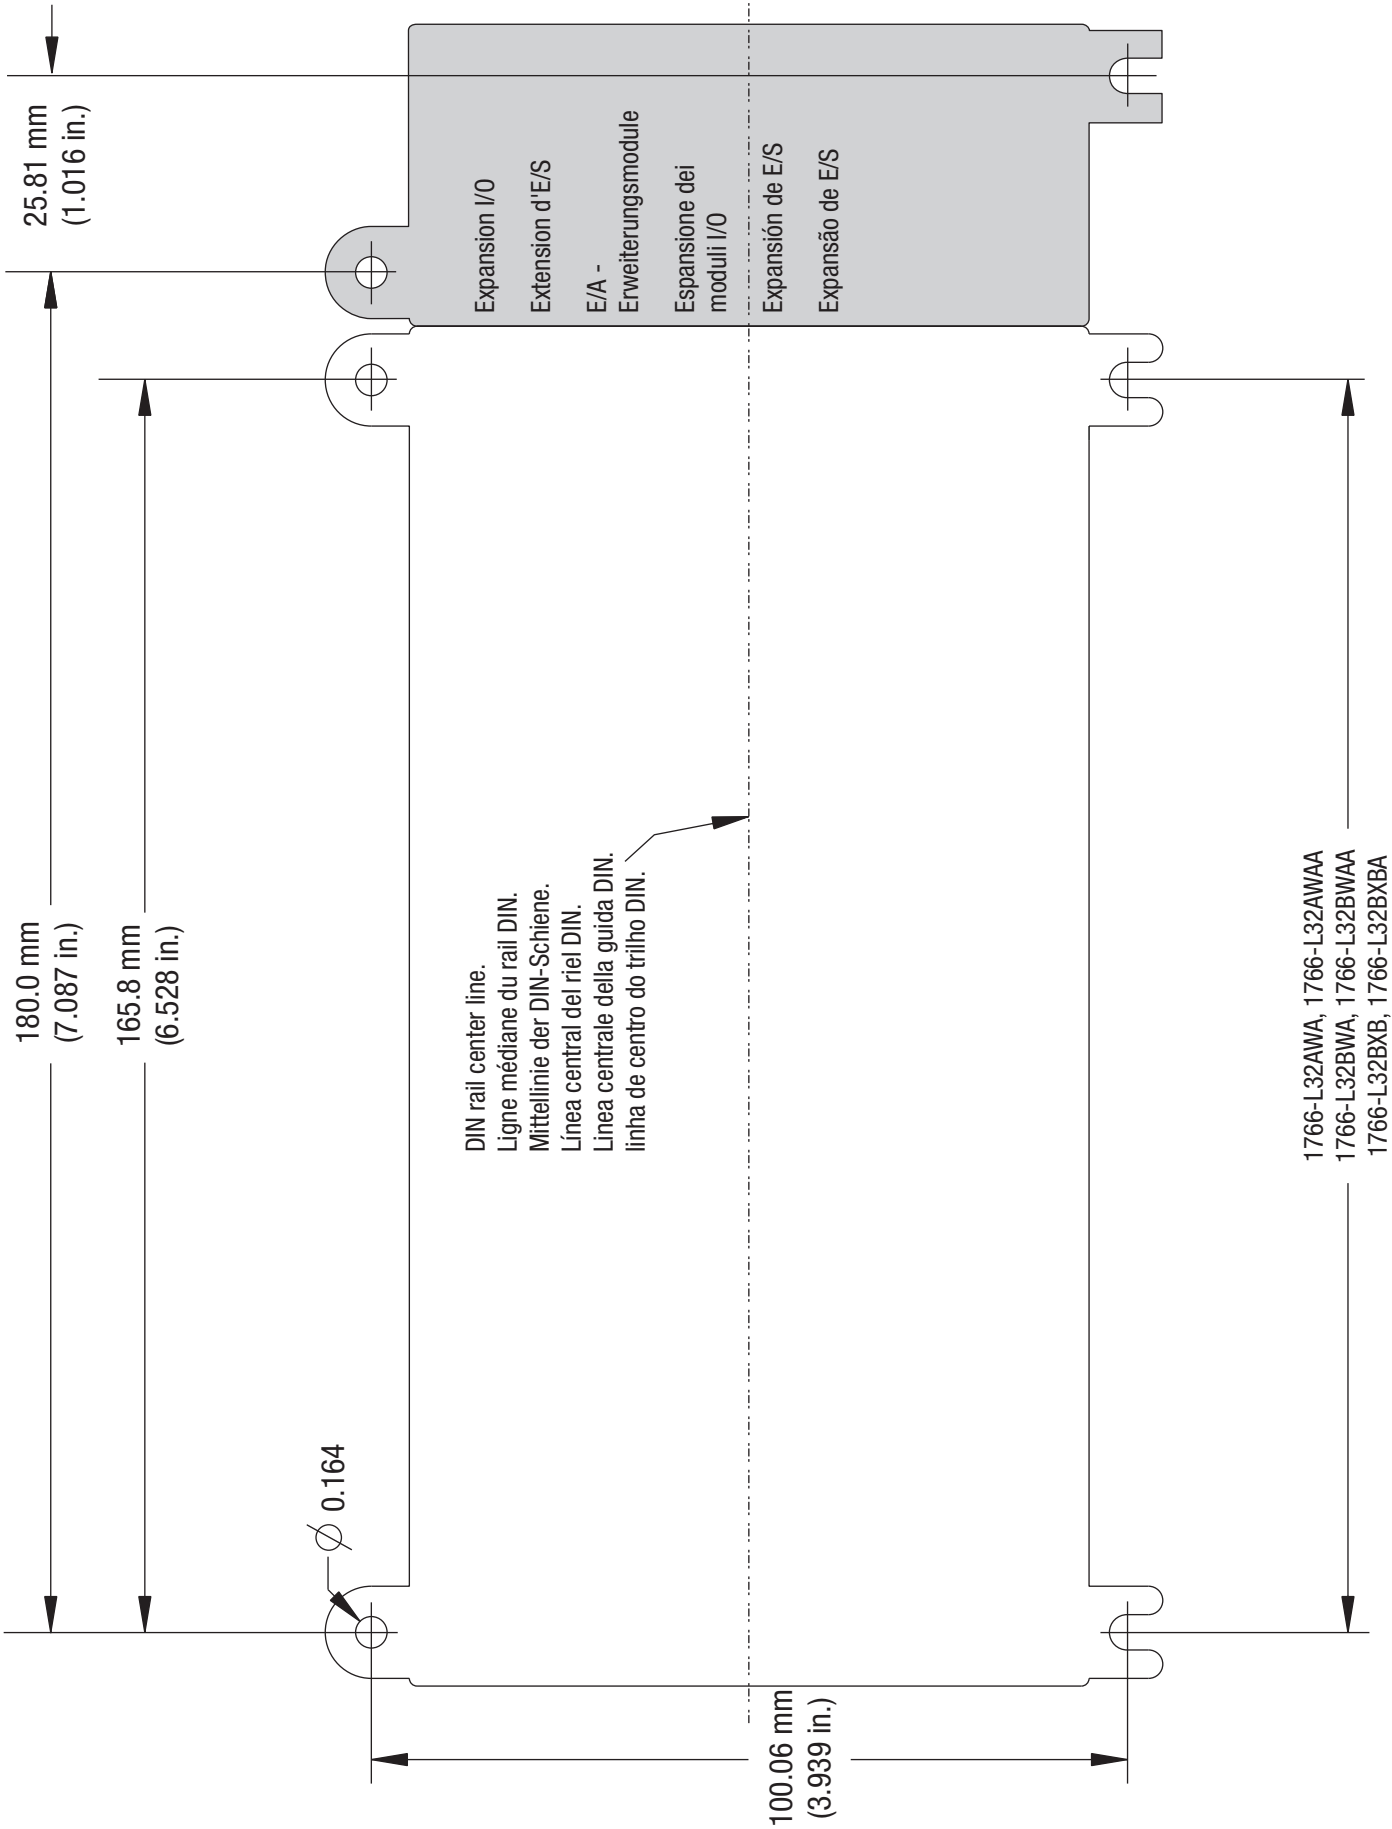 25.81 mm
(1.016 in.)
180.0 mm
(7.087 in.)
165.8 mm
(6.528 in.)
Ø 0.164
Expansion I/O
Extension d'E/S
E/A -
Erweiterungsmodule
Espansione dei
moduli I/O
Expansión de E/S
Expansão de E/S
DIN rail center line.
Ligne médiane du rail DIN.
Mittellinie der DIN-Schiene.
Línea central del riel DIN.
Linea centrale della guida DIN.
linha de centro do trilho DIN.
100.06 mm
(3.939 in.)
1766-L32AWA, 1766-L32AWAA
1766-L32BWA, 1766-L32BWAA
1766-L32BXB, 1766-L32BXBA